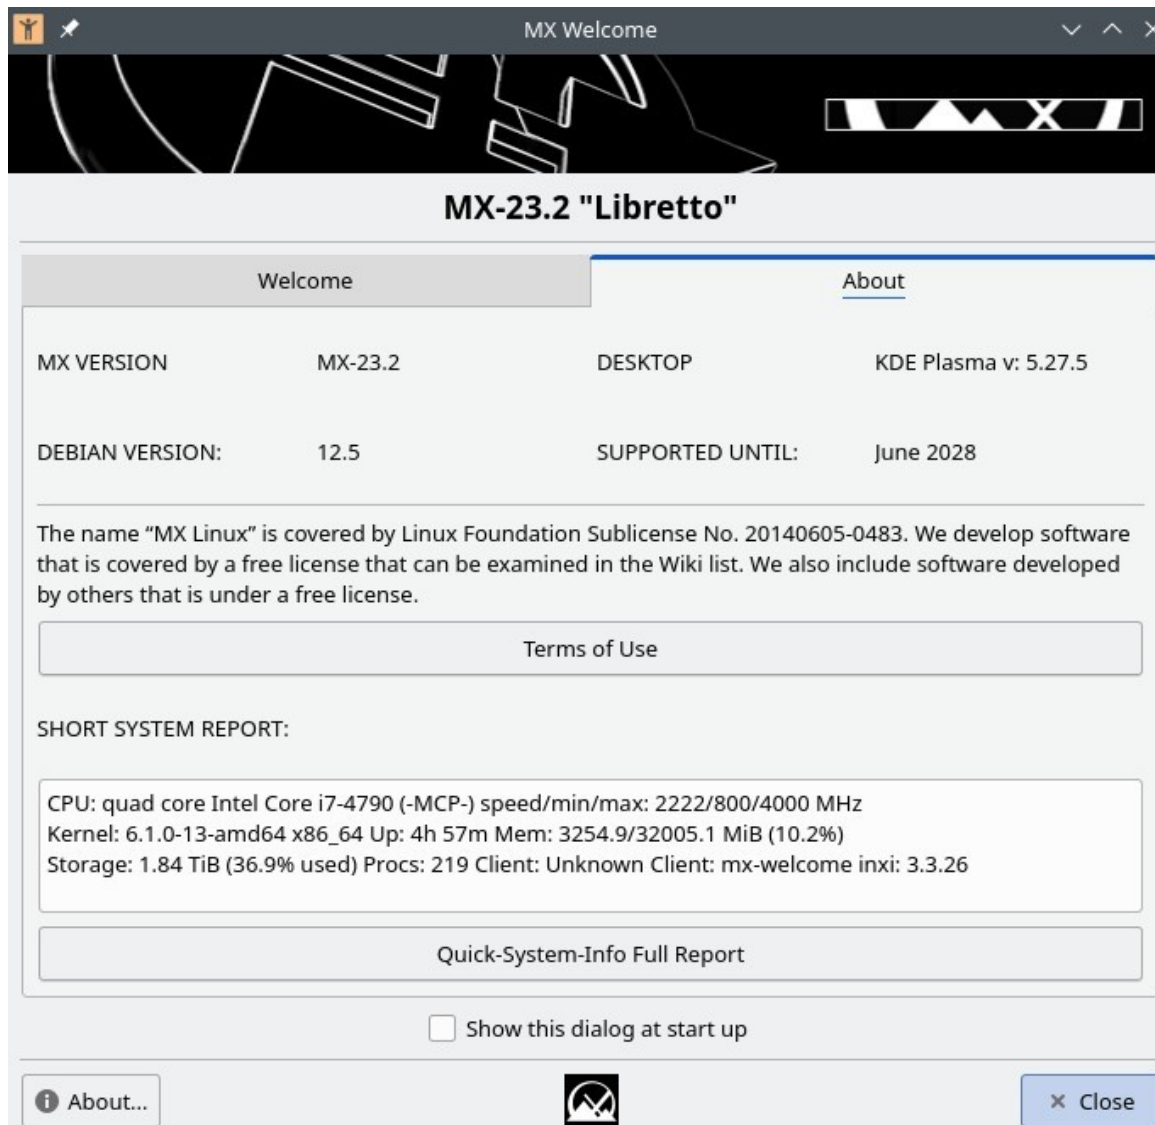 MX Welcome
MX
MX-23.2 "Libretto"
Welcome About
MX VERSION MX-23.2 DESKTOP KDE Plasma v: 5.27.5
DEBIAN VERSION: 12.5 SUPPORTED UNTIL: June 2028
The name “MX Linux” is covered by Linux Foundation Sublicense No. 20140605-0483. We develop software
that is covered by a free license that can be examined in the Wiki list. We also include software developed
by others that is under a free license.
Terms of Use
SHORT SYSTEM REPORT:
CPU: quad core Intel Core i7-4790 (-MCP-) speed/min/max: 2222/800/4000 MHz
Kernel: 6.1.0-13-amd64 x86_64 Up: 4h 57m Mem: 3254.9/32005.1 MiB (10.2%)
Storage: 1.84 TiB (36.9% used) Procs: 219 Client: Unknown Client: mx-welcome inxi: 3.3.26
Quick-System-Info Full Report
Show this dialog at start up
About... Close